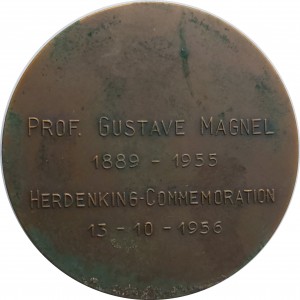 PROF. GUSTAVE MAGNEL
1889 - 1955
HERDENKING-COMMEMORATION
13 - 10 - 1956